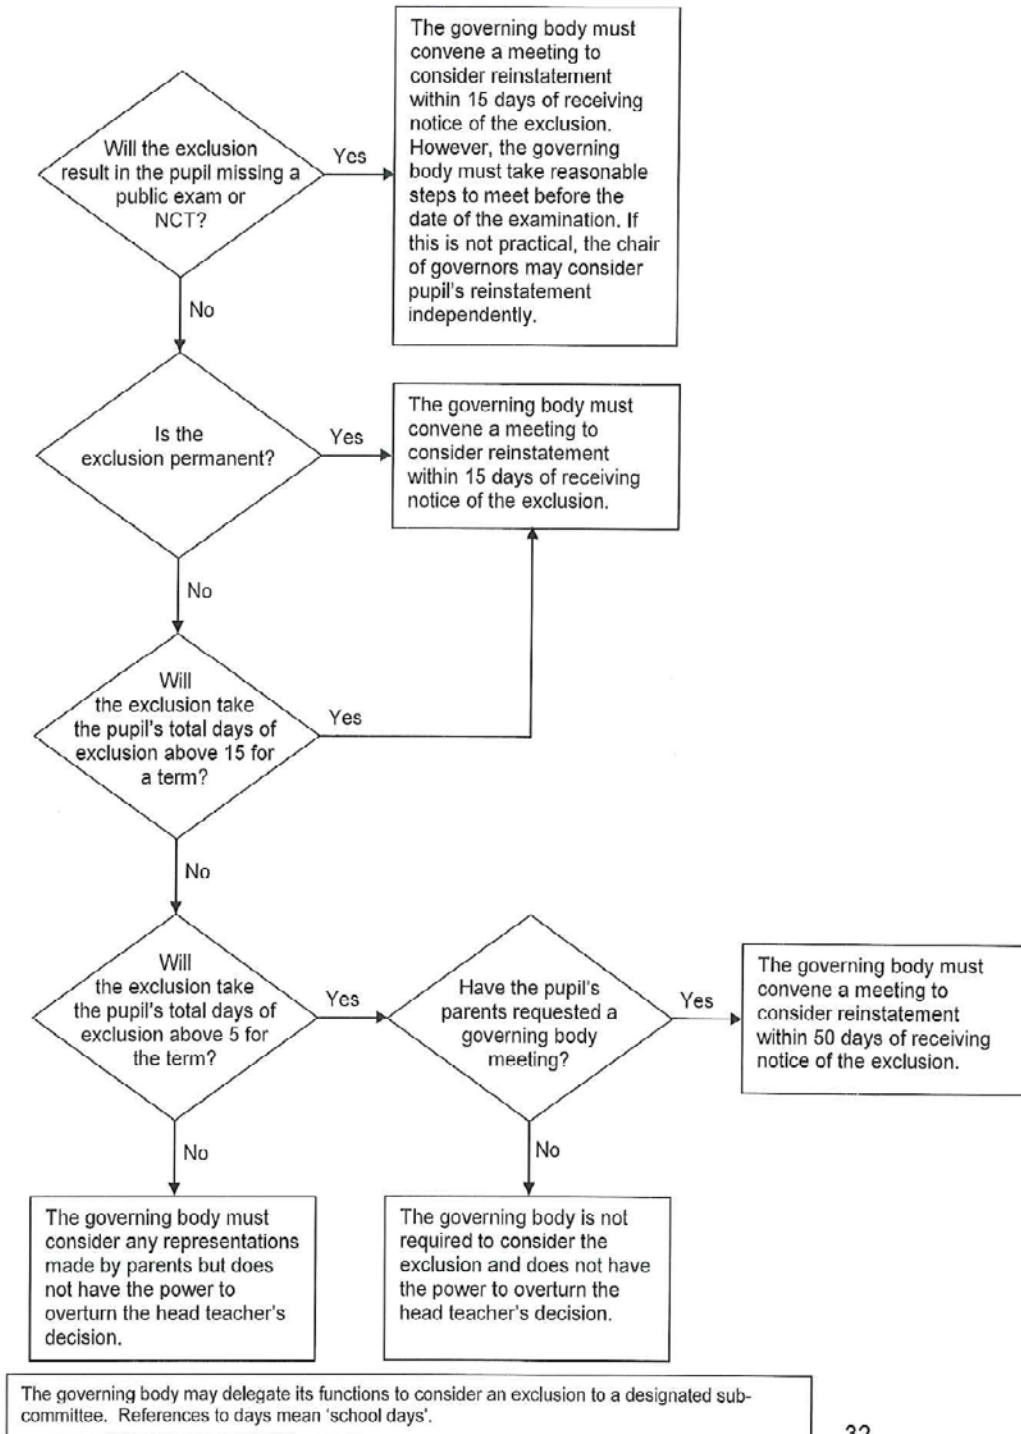 The governing body must
convene a meeting to
consider reinstatement
within 15 days of receiving
notice of the exclusion.
However, the governing
body must take reasonable
steps to meet before the
date of the examination. If
this is not practical, the chair
of governors may consider
pupil's reinstatement
independently.
Will the exclusion
result in the pupil missing a
public exam or
NCT?
Yes
No
Is the
exclusion permanent?
Yes
The governing body must
convene a meeting to
consider reinstatement
within 15 days of receiving
notice of the exclusion.
No
Will
the exclusion take
the pupil's total days of
exclusion above 15 for
a term?
Yes
No
Will
the exclusion take
the pupil's total days of
exclusion above 5 for
the term?
Yes
Have the pupil's
parents requested a
governing body
meeting?
Yes
The governing body must
convene a meeting to
consider reinstatement
within 50 days of receiving
notice of the exclusion.
No
No
The governing body must
consider any representations
made by parents but does
not have the power to
overturn the head teacher's
decision.
The governing body is not
required to consider the
exclusion and does not have
the power to overturn the
head teacher's decision.
The governing body may delegate its functions to consider an exclusion to a designated sub-
committee. References to days mean 'school days'.
32